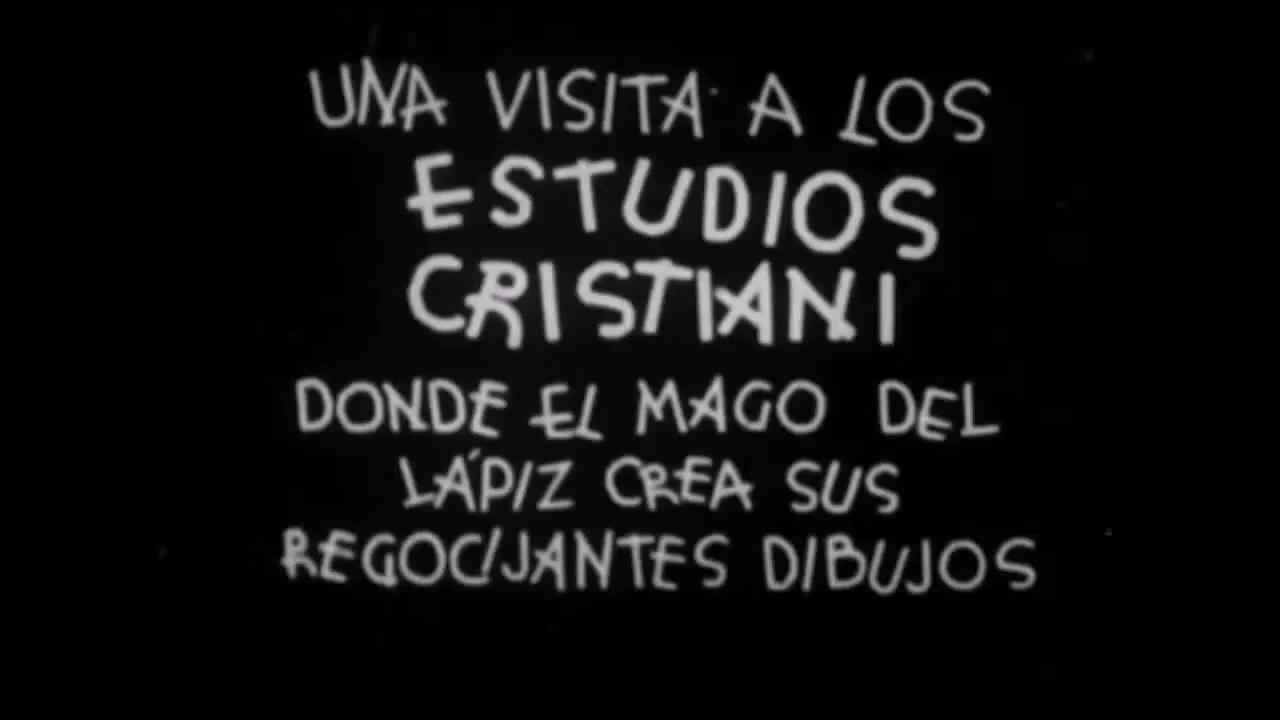 UNA VISITA A LOS
ESTUDIOS
CRISTIANI
DONDE EL MAGO DEL
LÁPIZ CREA SUS
REGOCIJANTES DIBUJOS